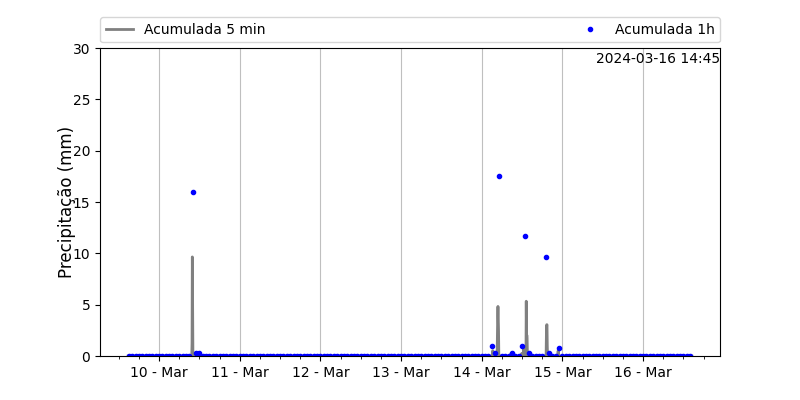 Acumulada 5 min
Acumulada 1h
2024-03-16 14:45
Precipitação (mm)
30
25
20
15
10
5
0
10 - Mar
11 - Mar
12 - Mar
13 - Mar
14 - Mar
15 - Mar
16 - Mar